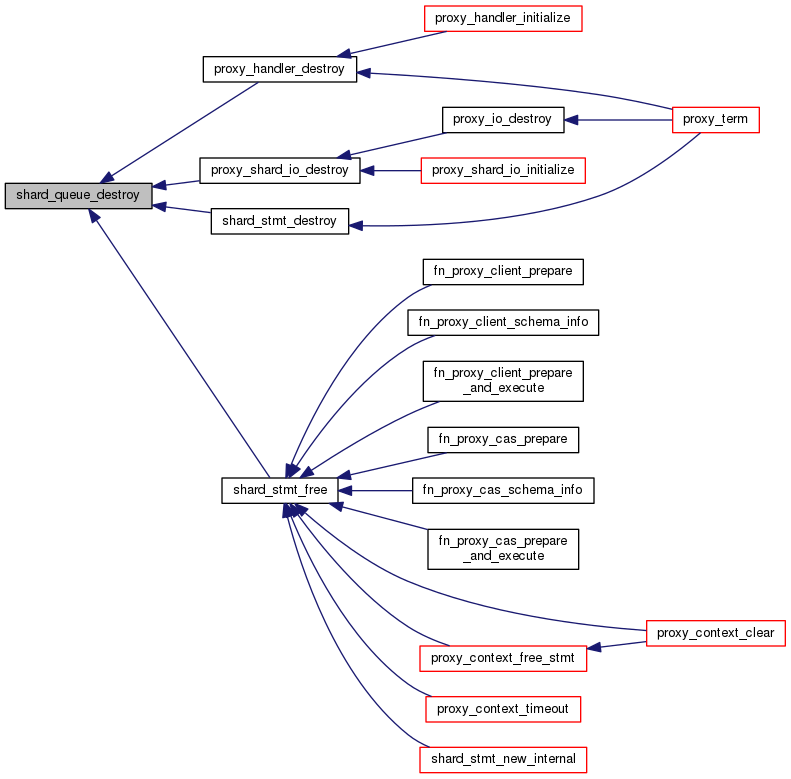 proxy_handler_initialize
proxy_handler_destroy
proxy_io_destroy
proxy_term
proxy_shard_io_destroy
proxy_shard_io_initialize
shard_queue_destroy
shard_stmt_destroy
fn_proxy_client_prepare
fn_proxy_client_schema_info
fn_proxy_client_prepare
_and_execute
fn_proxy_cas_prepare
shard_stmt_free
fn_proxy_cas_schema_info
fn_proxy_cas_prepare
_and_execute
proxy_context_clear
proxy_context_free_stmt
proxy_context_timeout
shard_stmt_new_internal